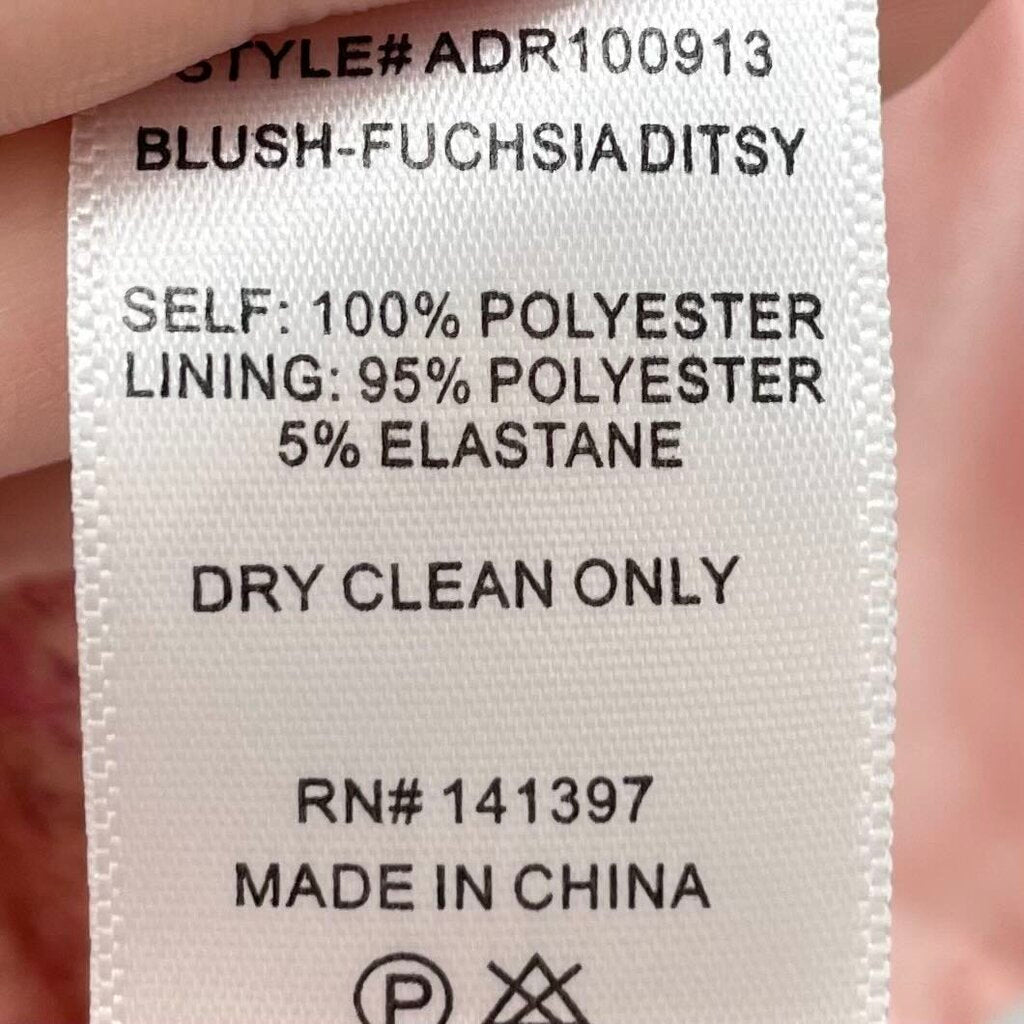 STYLE# ADR100913
BLUSH-FUCHSIA DITSY
SELF: 100% POLYESTER
LINING: 95% POLYESTER
5% ELASTANE
DRY CLEAN ONLY
RN# 141397
MADE IN CHINA
P